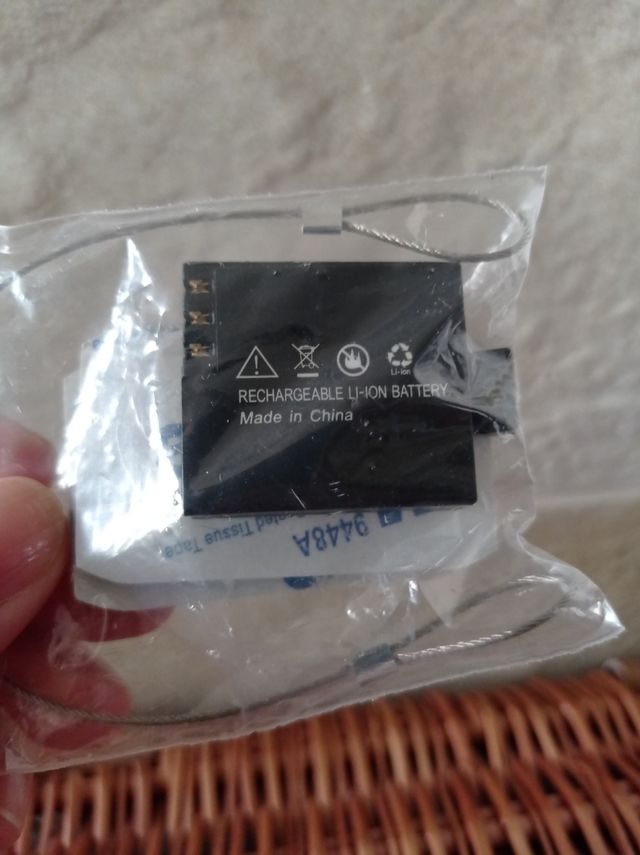 Li-ion
RECHARGEABLE LI-ION BATTERY
Made in China
9448A
Tissue Tape